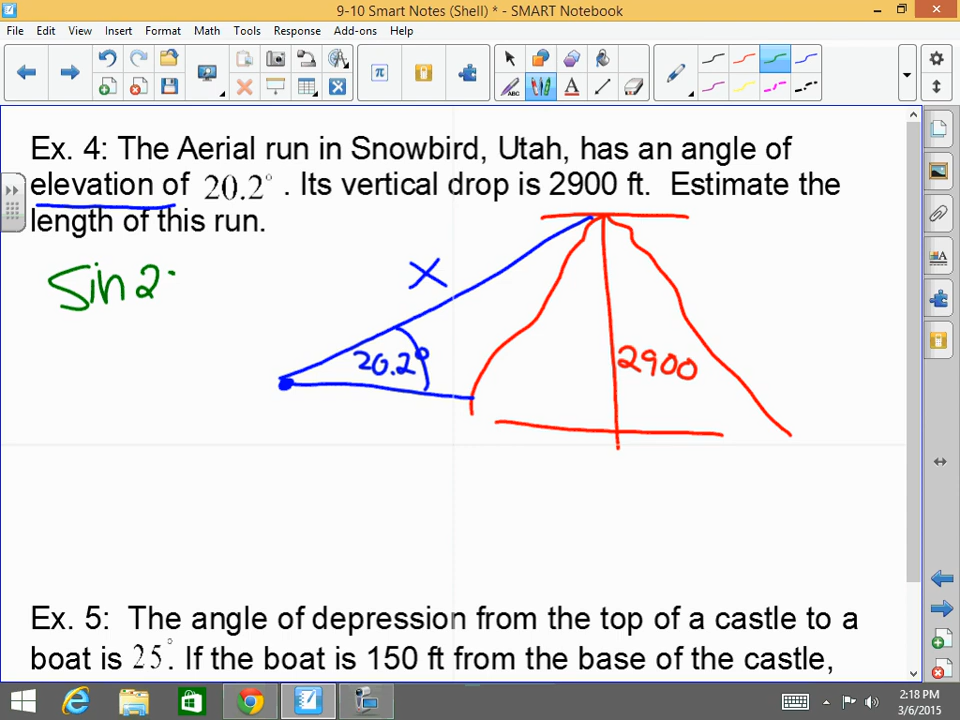 9-10 Smart Notes (Shell) * - SMART Notebook
File Edit View Insert Format Math Tools Response Add-ons Help
Ex. 4: The Aerial run in Snowbird, Utah, has an angle of
elevation of 20.2° . Its vertical drop is 2900 ft. Estimate the
length of this run.
sin 2
x
20.2°
2900
Ex. 5: The angle of depression from the top of a castle to a
boat is 25°. If the boat is 150 ft from the base of the castle,
2:18 PM
3/6/2015